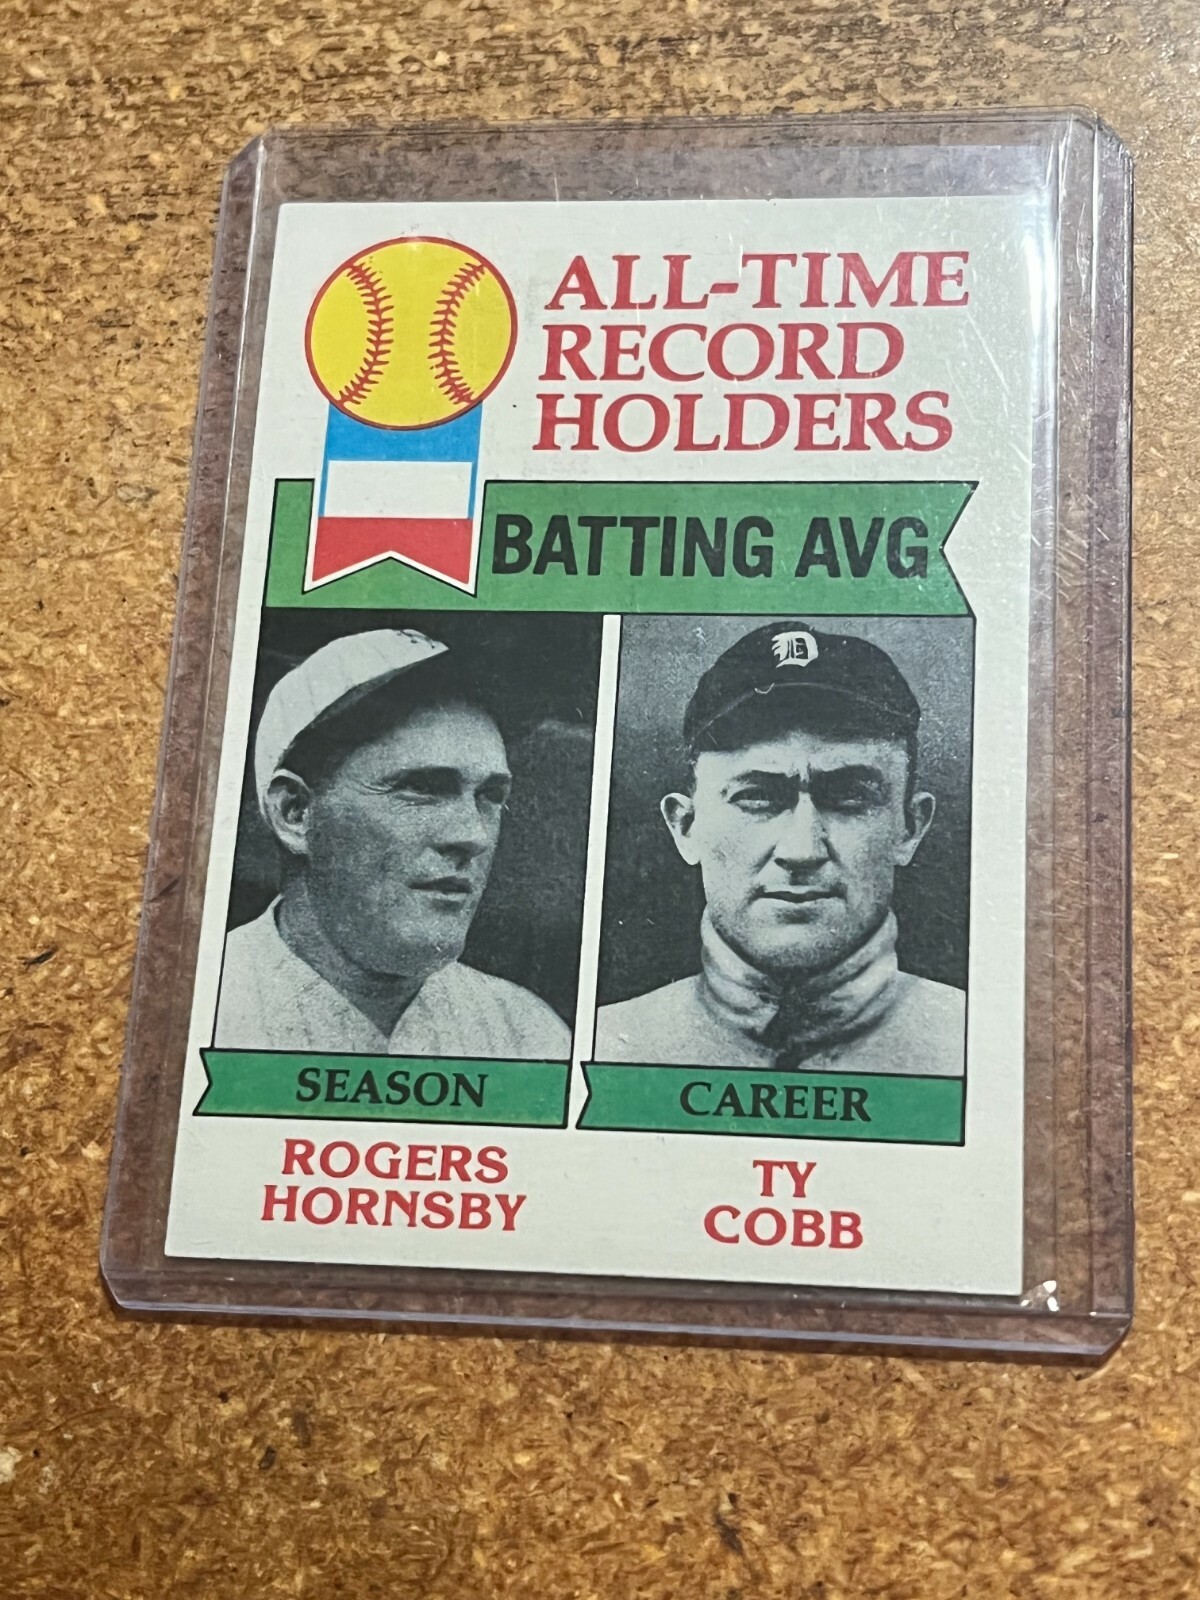 ALL-TIME
RECORD
HOLDERS
BATTING AVG
D
SEASON
CAREER
ROGERS
HORNSBY
TY
COBB